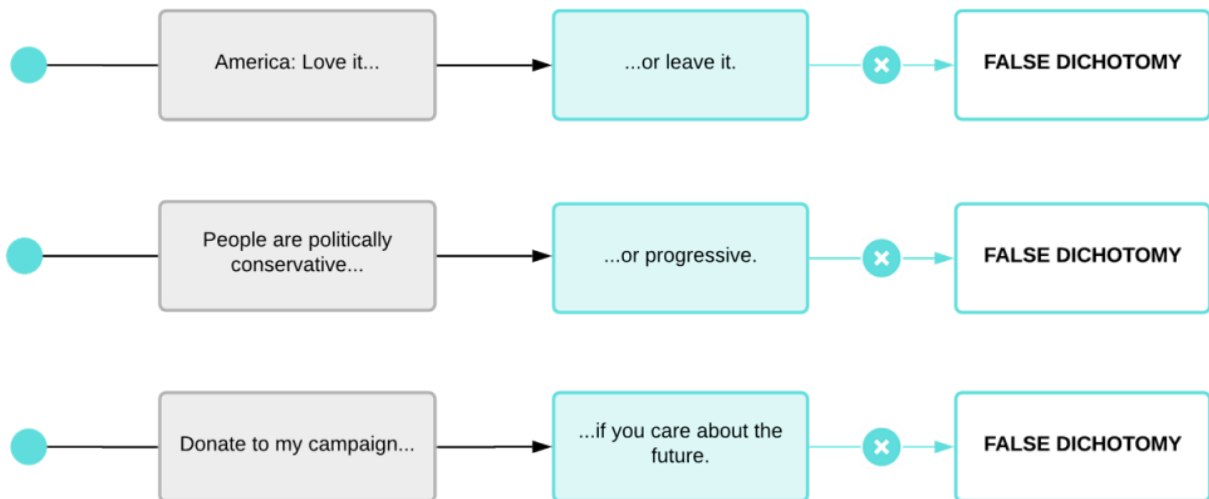 America: Love it...
...or leave it.
FALSE DICHOTOMY
People are politically
conservative...
...or progressive.
FALSE DICHOTOMY
Donate to my campaign...
...if you care about the
future.
FALSE DICHOTOMY